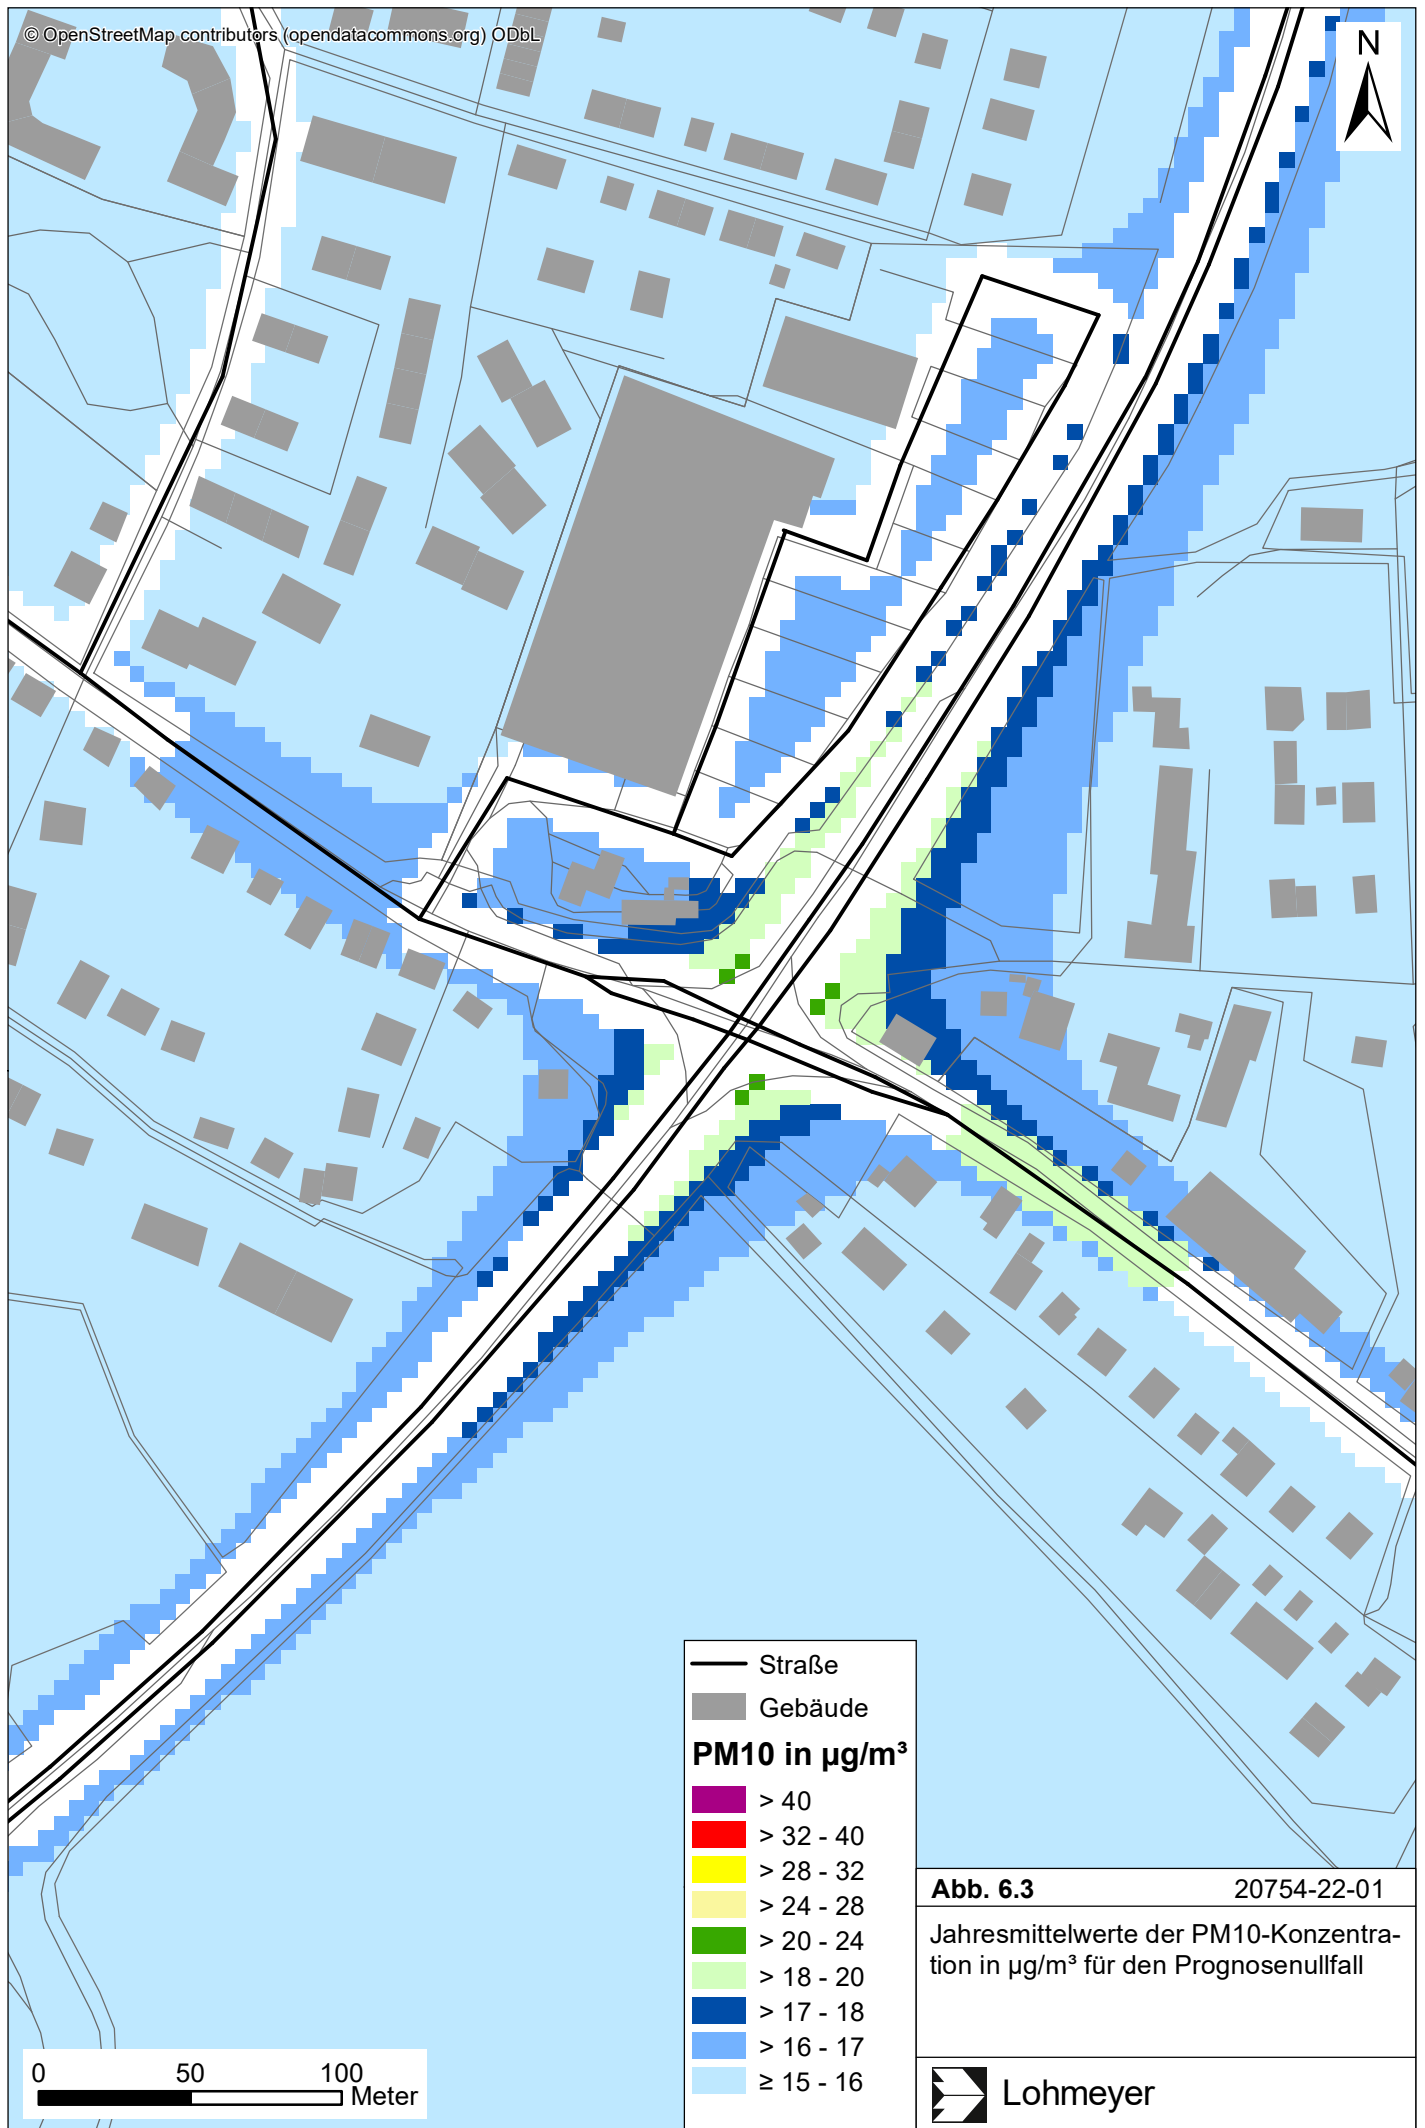 © OpenStreetMap contributors (opendatacommons.org) ODbL
N
Straße
Gebäude
PM10 in µg/m³
> 40
> 32 - 40
> 28 - 32
> 24 - 28
> 20 - 24
> 18 - 20
> 17 - 18
> 16 - 17
≥ 15 - 16
0 50 100
Meter
Abb. 6.3 20754-22-01
Jahresmittelwerte der PM10-Konzentra-
tion in µg/m³ für den Prognosenullfall
Lohmeyer